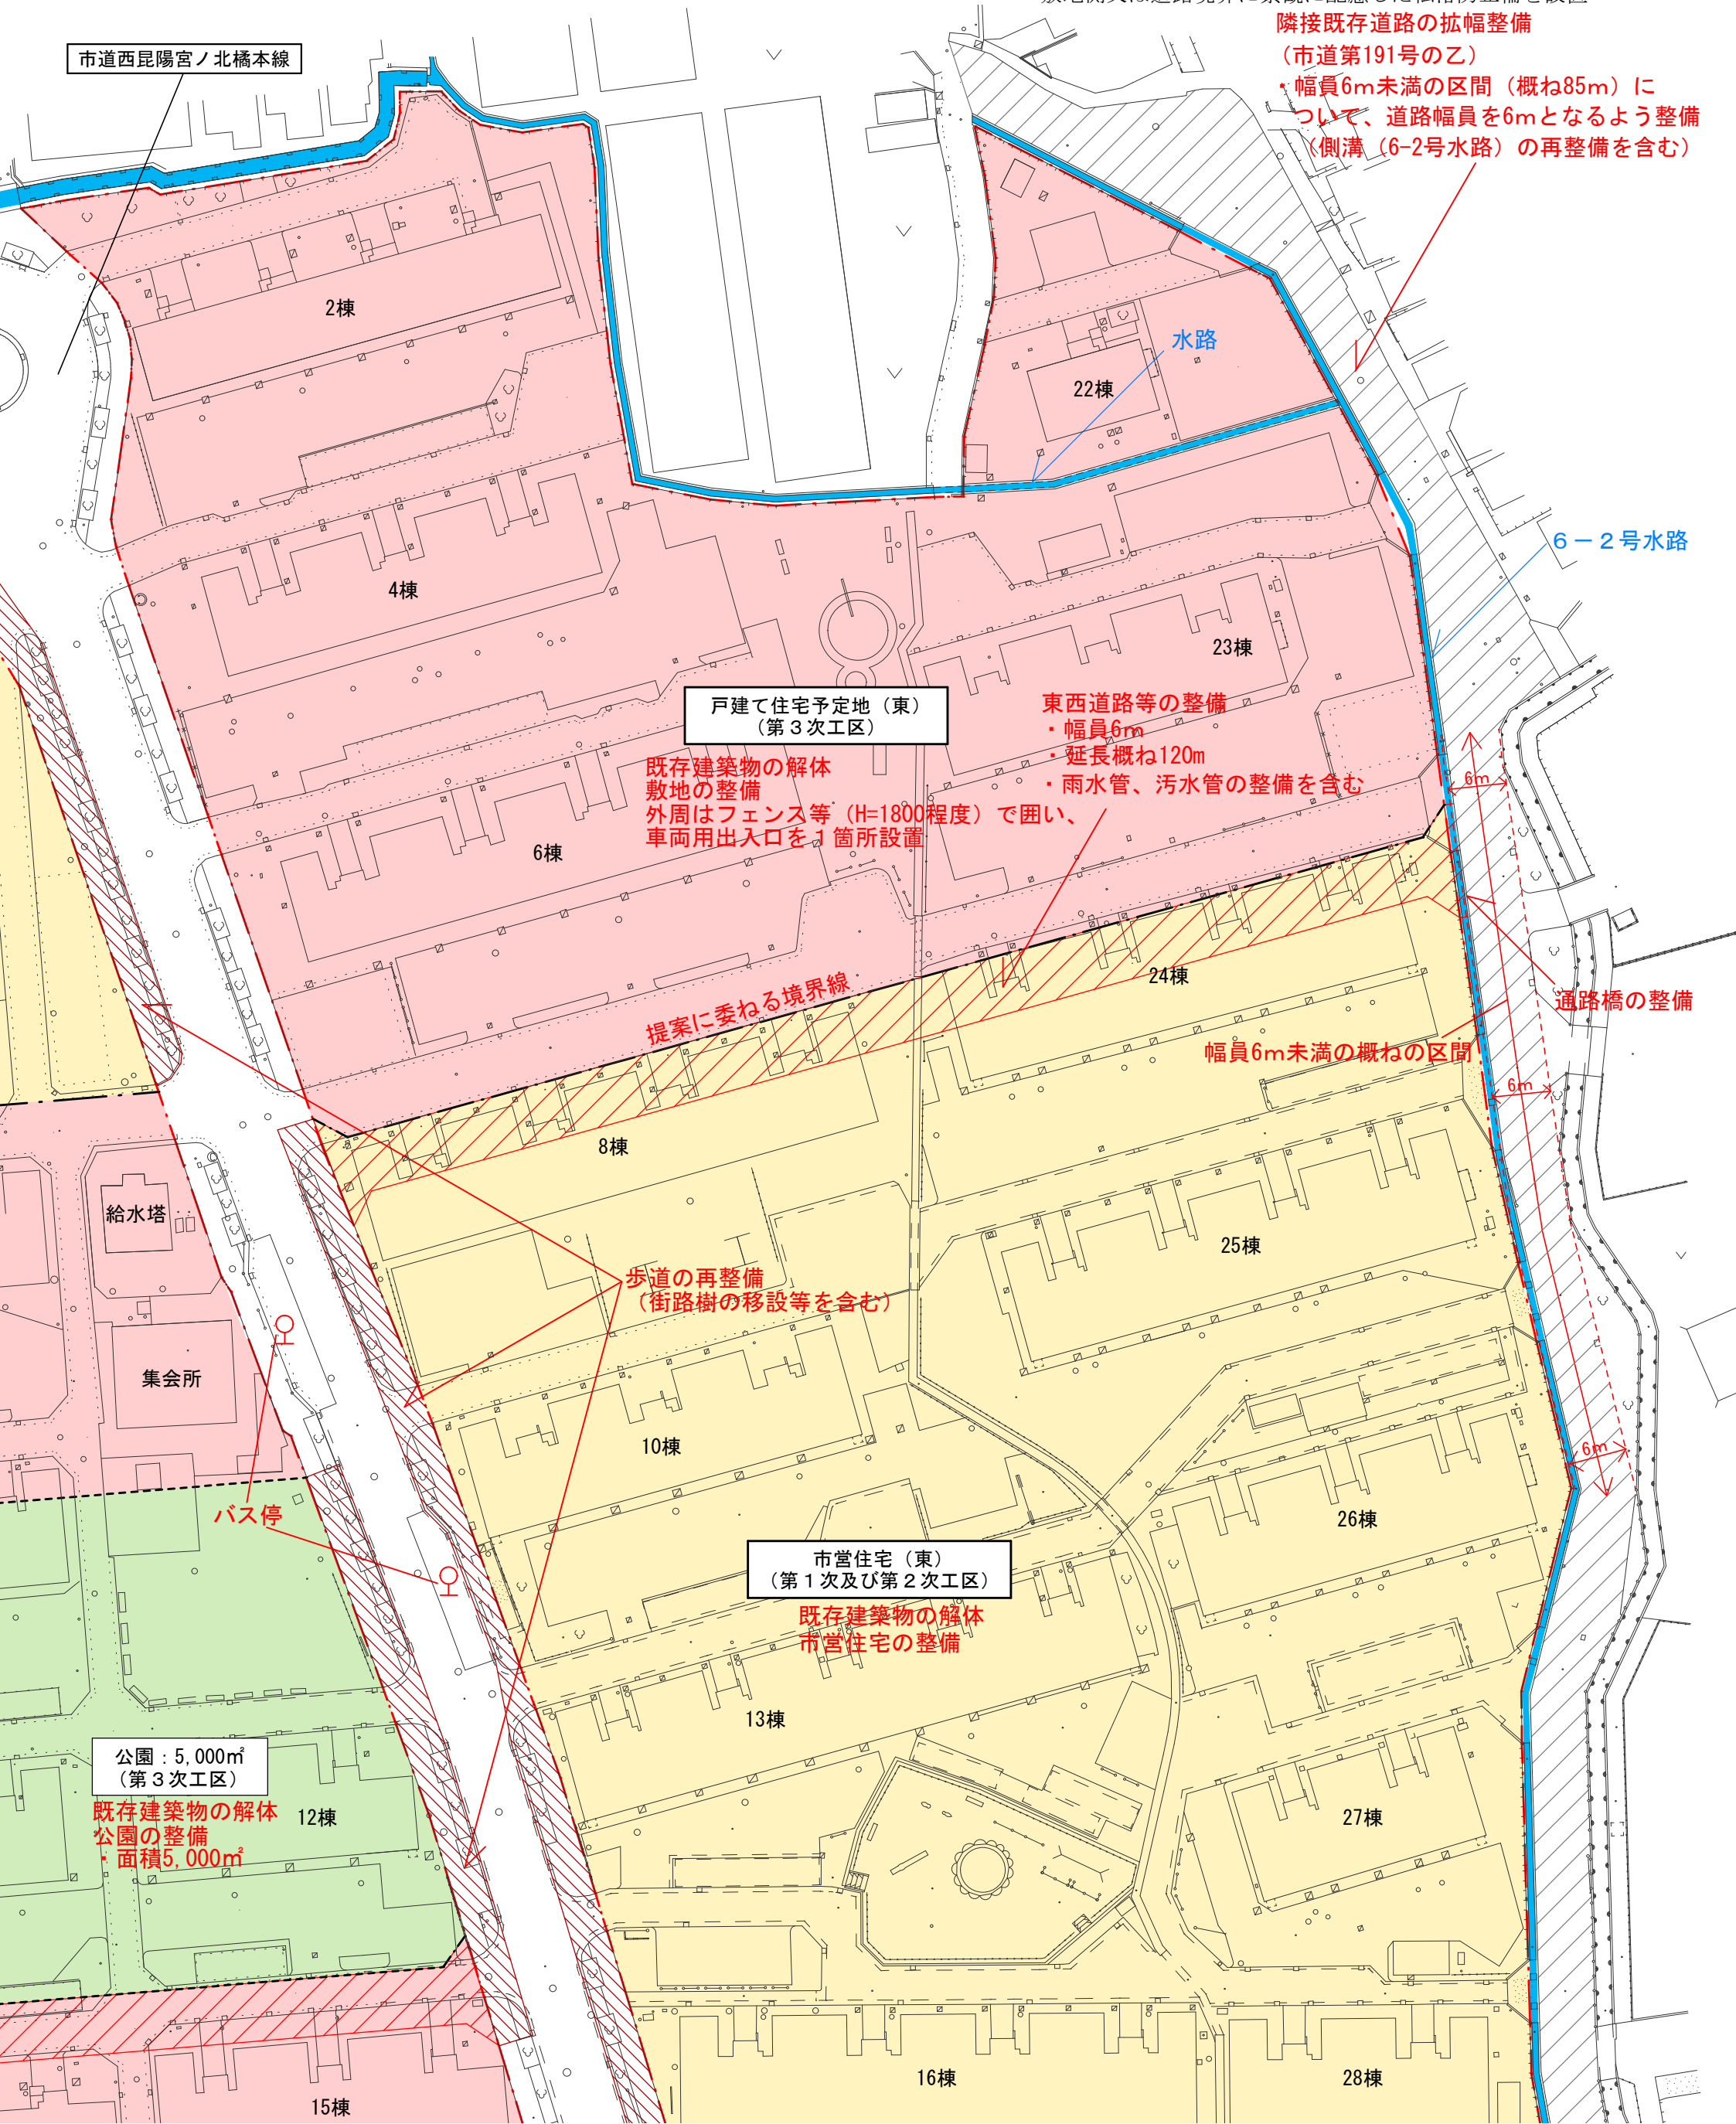 市道西昆陽宮ノ北橋本線
隣接既存道路の拡幅整備
（市道第191号の乙）
・幅員6m未満の区間（概ね85m）に
ついて、道路幅員を6mとなるよう整備
（側溝（6-2号水路）の再整備を含む）
2棟
水路
22棟
６－２号水路
4棟
23棟
戸建て住宅予定地（東）
（第３次工区）
東西道路等の整備
・幅員6m
・延長概ね120m
・雨水管、汚水管の整備を含む
既存建築物の解体
敷地の整備
外周はフェンス等（H=1800程度）で囲い、
車両用出入口を１箇所設置
6m
6棟
24棟
提案に委ねる境界線
通路橋の整備
幅員6m未満の概ねの区間
6m
8棟
給水塔
25棟
歩道の再整備
（街路樹の移設等を含む）
集会所
10棟
6m
バス停
26棟
市営住宅（東）
（第１次及び第２次工区）
既存建築物の解体
市営住宅の整備
13棟
公園：5,000㎡
（第３次工区）
既存建築物の解体
公園の整備
・面積5,000㎡
12棟
27棟
16棟
28棟
15棟